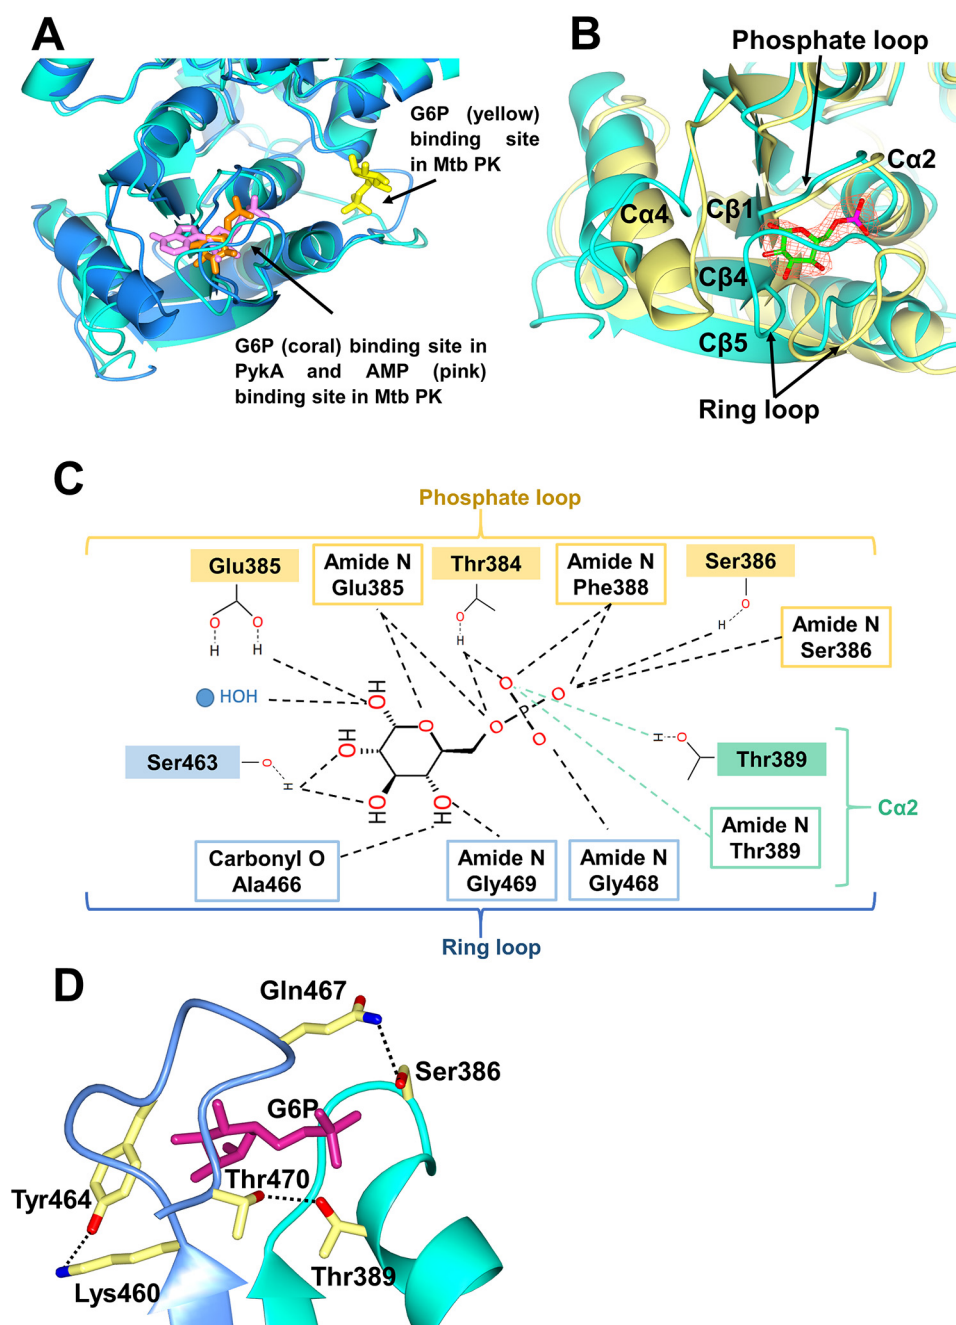 A
G6P (yellow)
binding site
in Mtb PK
G6P (coral) binding site in
PykA and AMP (pink)
binding site in Mtb PK
B
Phosphate loop
Cα2
Cα4
Cβ1
Cβ4
Cβ5
Ring loop
C
Phosphate loop
Glu385
Amide N
Glu385
Thr384
Amide N
Phe388
Ser386
Amide N
Ser386
O
O
H
H
O
H
O
H
HOH
H
O
O
O
O
P
O
O
H
O
H
O
H
O
H
O
H
O
Ser463
Thr389
Cα2
Amide N
Thr389
Carbonyl O
Ala466
Amide N
Gly469
Amide N
Gly468
Ring loop
D
Gln467
Ser386
G6P
Thr470
Tyr464
Thr389
Lys460